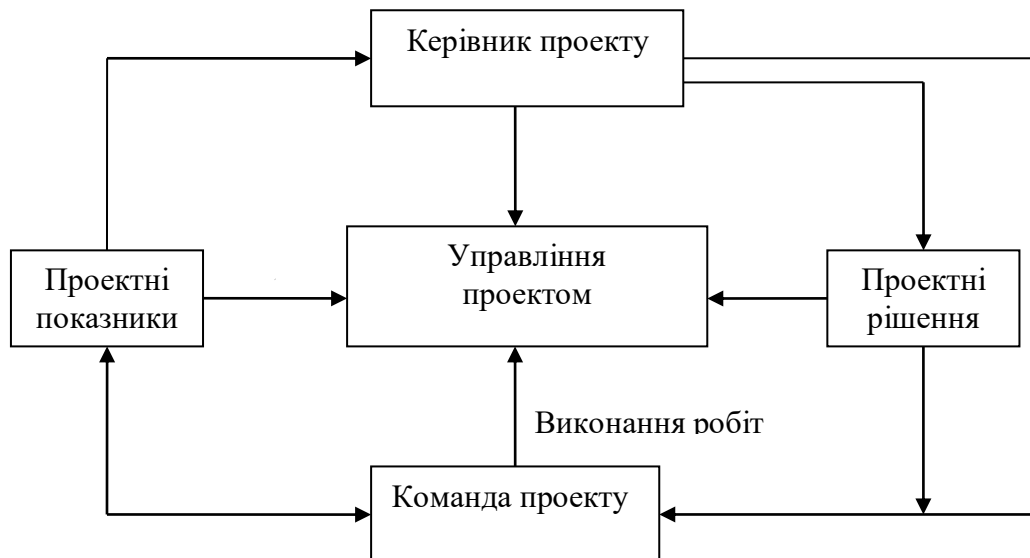 Керівник проекту
Управління
проектом
Проектні
показники
Проектні
рішення
Виконання робіт
Команда проекту